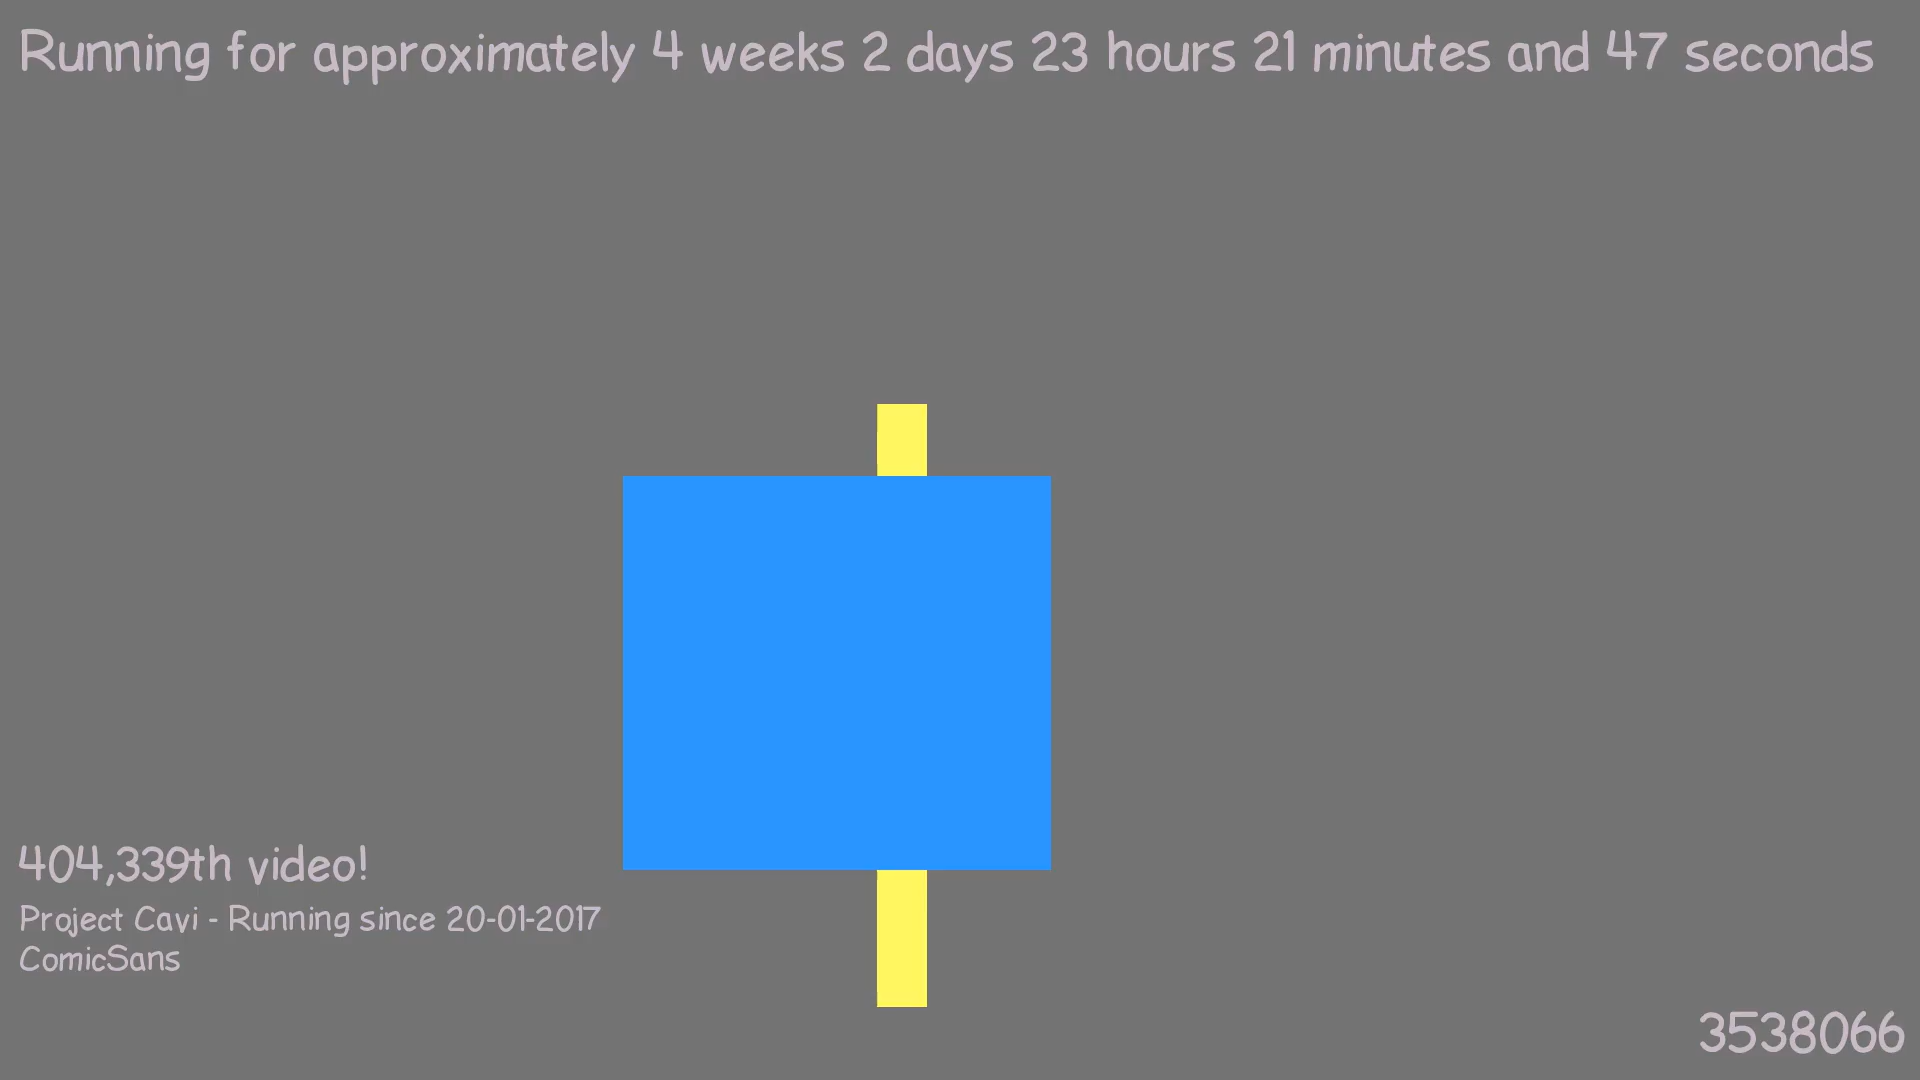 Running for approximately 4 weeks 2 days 23 hours 21 minutes and 47 seconds
404,339th video!
Project Cavi - Running since 20-01-2017
ComicSans
3538066